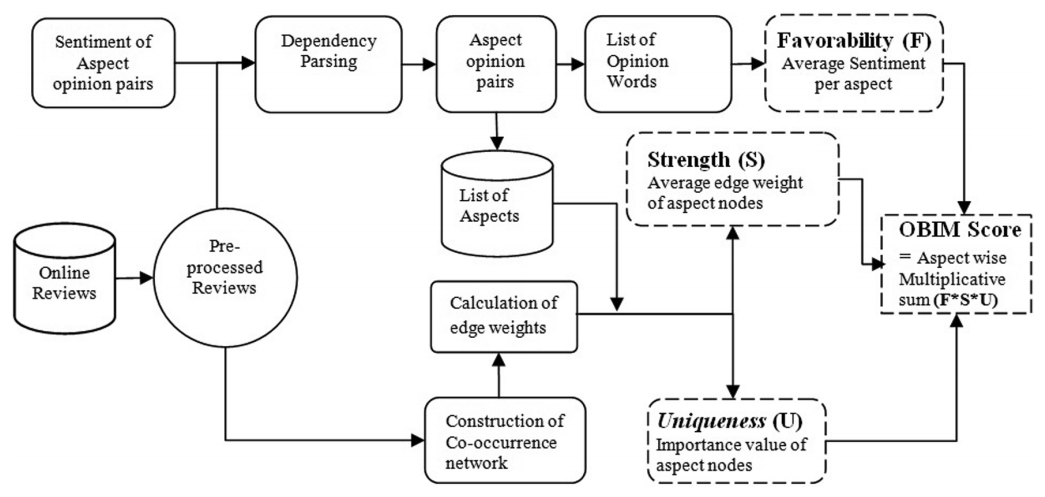 Sentiment of
Aspect
opinion pairs
Dependency
Parsing
Aspect
opinion
pairs
List of
Opinion
Words
Favorability (F)
Average Sentiment
per aspect
Strength (S)
Average edge weight
of aspect nodes
List of
Aspects
Online
Reviews
Pre-
processed
Reviews
OBIM Score
= Aspect wise
Multiplicative
sum (F*S*U)
Calculation of
edge weights
Construction of
Co-occurrence
network
Uniqueness (U)
Importance value of
aspect nodes